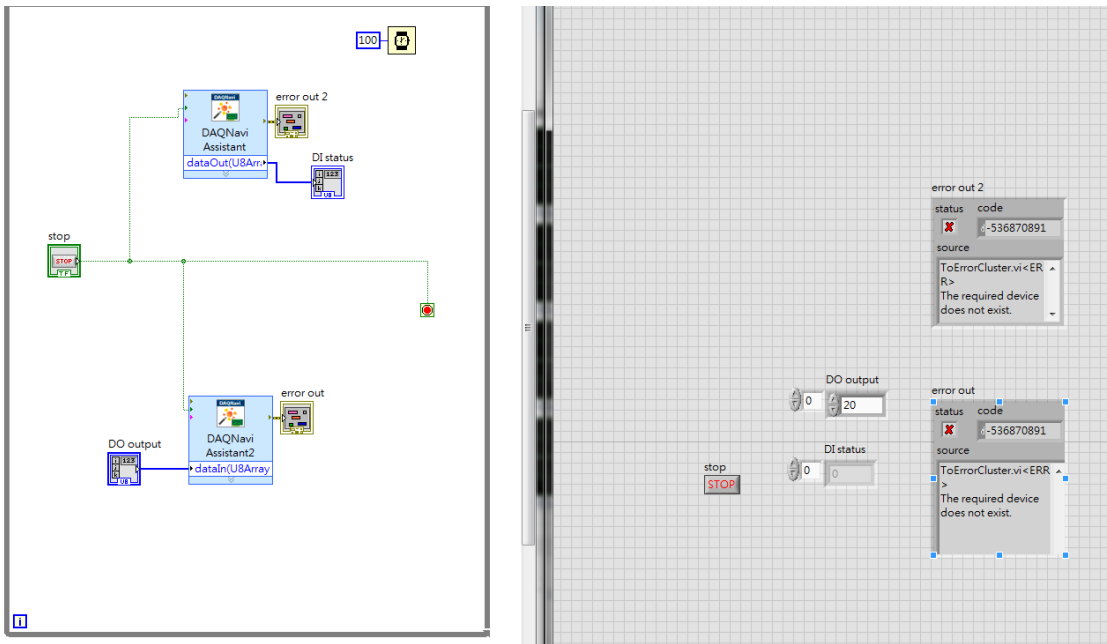 100
DAQNavi
DAQNavi
Assistant
dataOut(U8Arr
error out 2
DI status
123
U8
stop
STOP
TF
DAQNavi
DAQNavi
Assistant2
dataIn(U8Array
error out
DO output
123
U8
i
error out 2
status code
-536870891
source
ToErrorCluster.vi<ER
R>
The required device
does not exist.
DO output
0 20
DI status
0 0
stop
STOP
error out
status code
-536870891
source
ToErrorCluster.vi<ERR
>
The required device
does not exist.